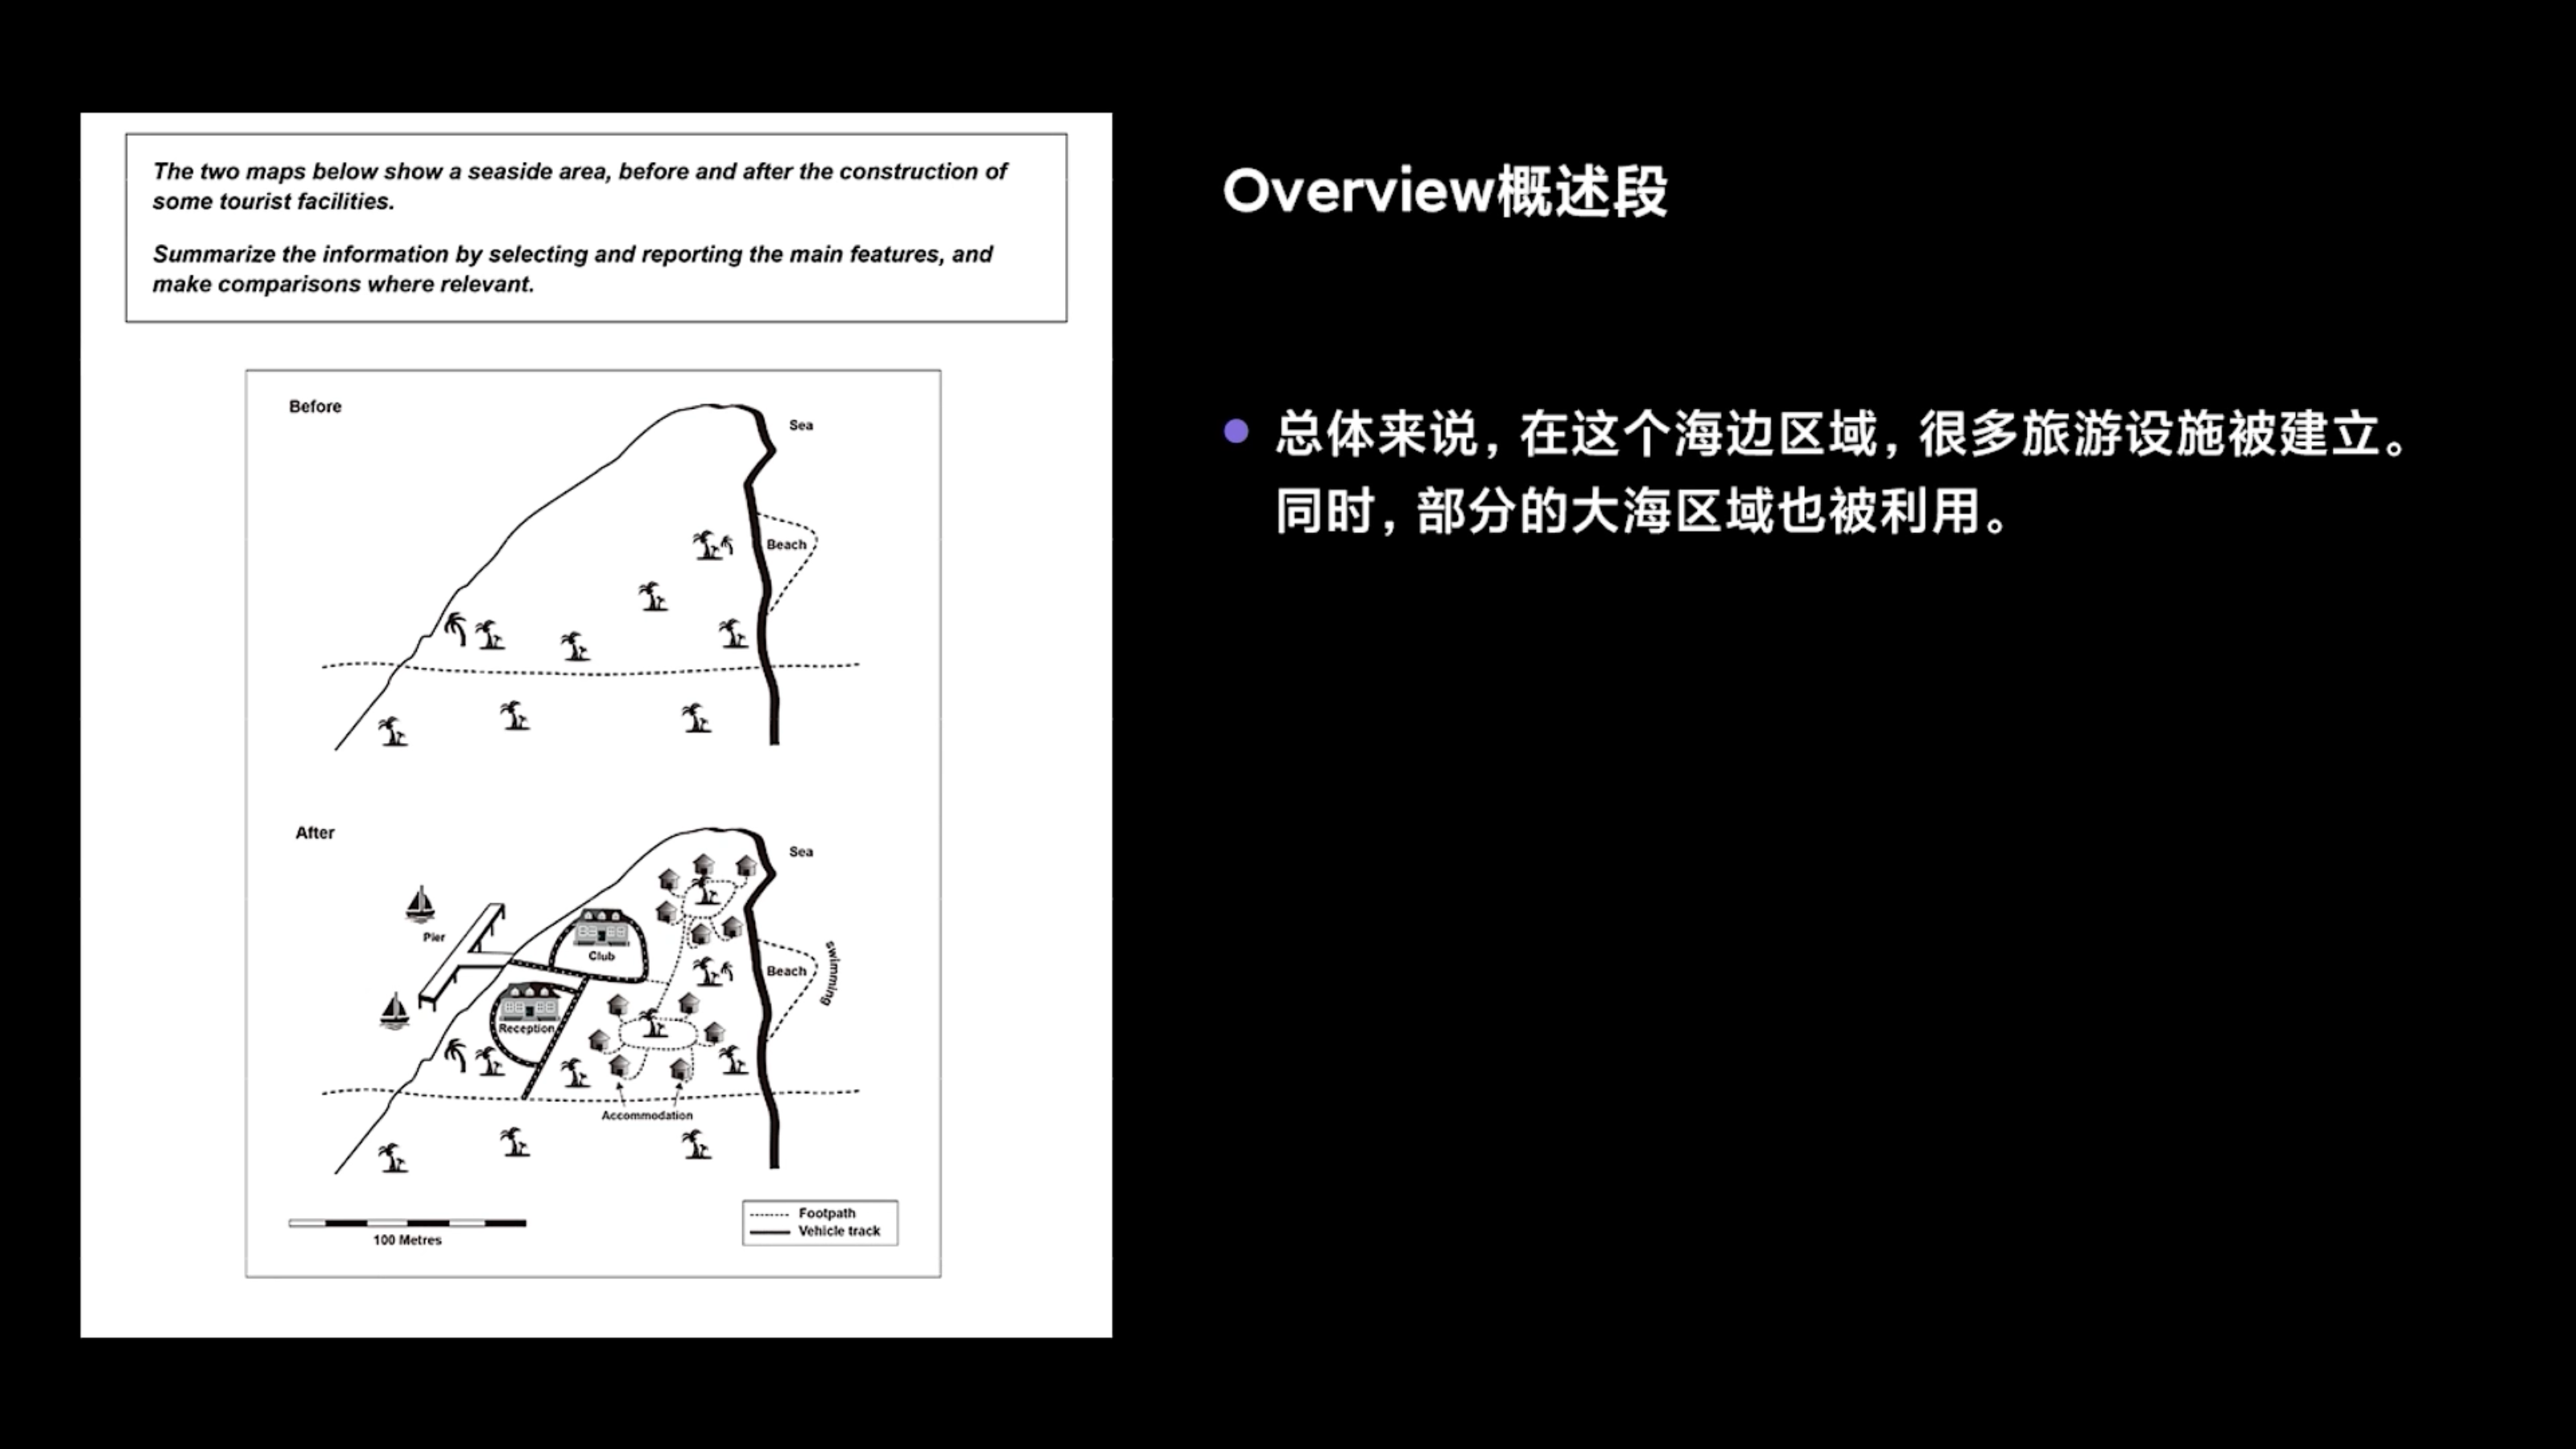 The two maps below show a seaside area, before and after the construction of
some tourist facilities.
Summarize the information by selecting and reporting the main features, and
make comparisons where relevant.
Before
Sea
Beach
After
Sea
Pier
Club
Beach
swimming
Reception
Accommodation
Footpath
Vehicle track
100 Metres
Overview概述段
总体来说，在这个海边区域，很多旅游设施被建立。
同时，部分的大海区域也被利用。